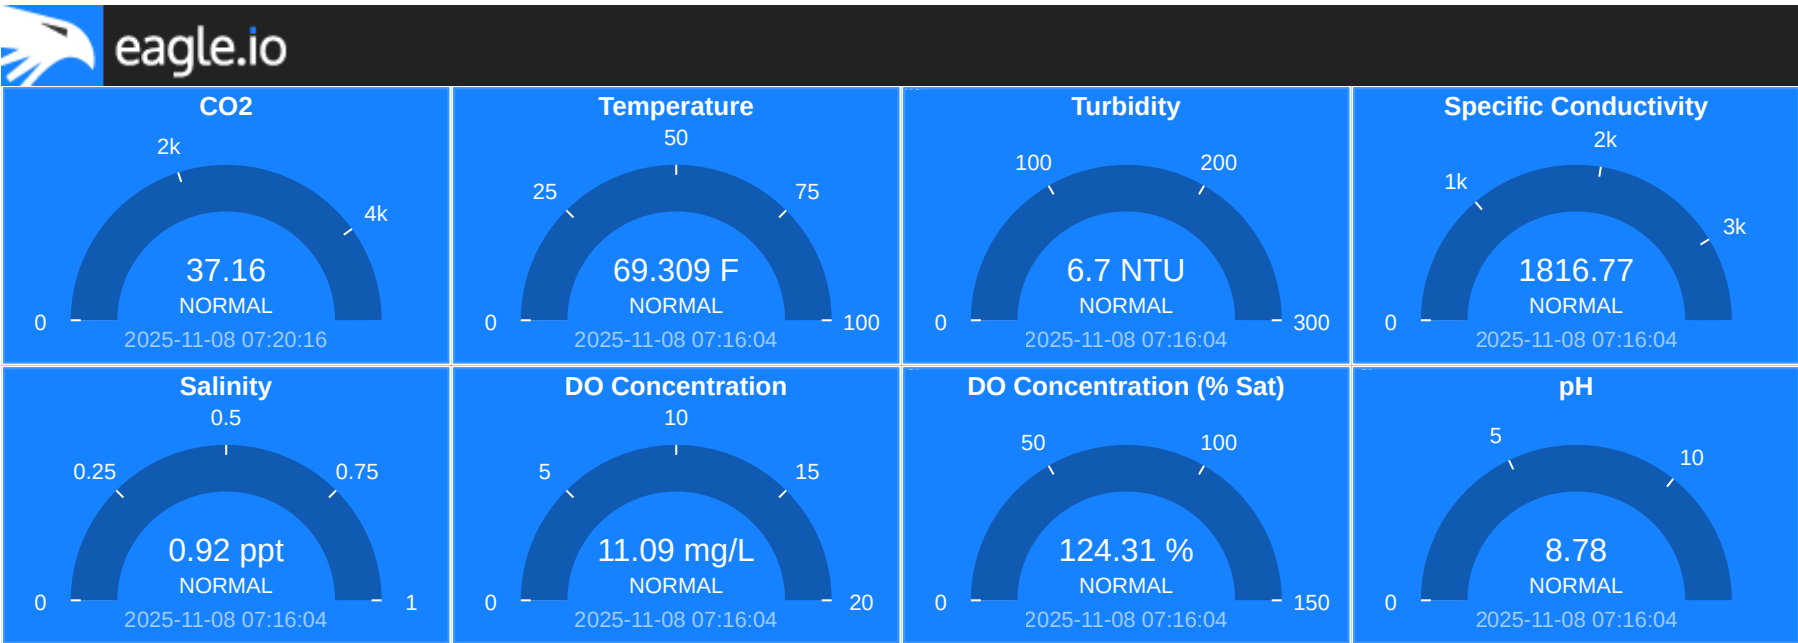 eagle.io
CO2
2k
4k
0
37.16
NORMAL
2025-11-08 07:20:16
Temperature
50
25
75
0
100
69.309 F
NORMAL
2025-11-08 07:16:04
Turbidity
100
200
0
300
6.7 NTU
NORMAL
2025-11-08 07:16:04
Specific Conductivity
2k
1k
3k
0
1816.77
NORMAL
2025-11-08 07:16:04
Salinity
0.5
0.25
0.75
0
1
0.92 ppt
NORMAL
2025-11-08 07:16:04
DO Concentration
10
5
15
0
20
11.09 mg/L
NORMAL
2025-11-08 07:16:04
DO Concentration (% Sat)
50
100
0
150
124.31 %
NORMAL
2025-11-08 07:16:04
pH
5
10
0
8.78
NORMAL
2025-11-08 07:16:04